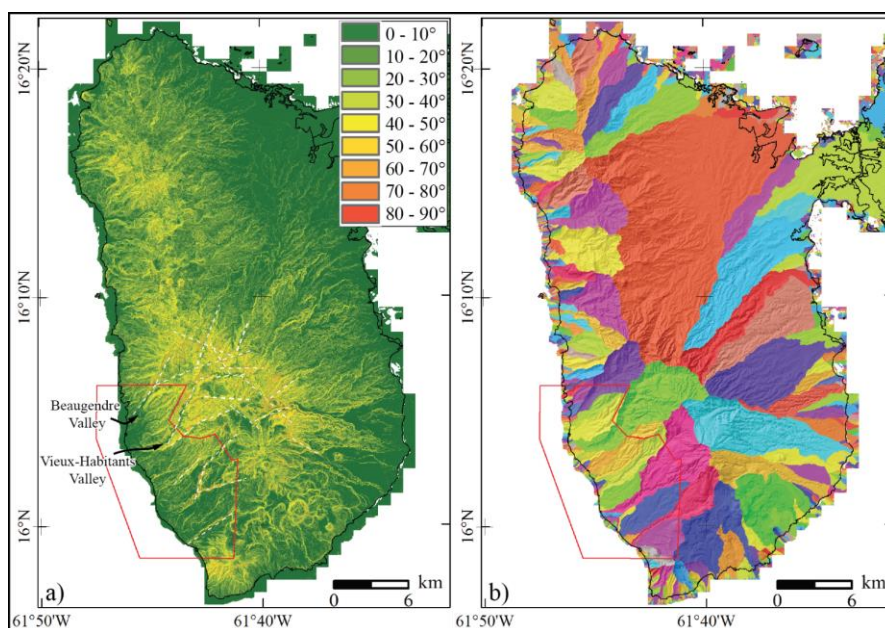 0 - 10°
10 - 20°
20 - 30°
30 - 40°
40 - 50°
50 - 60°
60 - 70°
70 - 80°
80 - 90°
16°20'N
16°10'N
16°N
Beaugendre
Valley
Vieux-Habitants
Valley
a)
km
0
6
61°50'W
61°40'W
16°20'N
16°10'N
16°N
b)
km
0
6
61°50'W
61°40'W